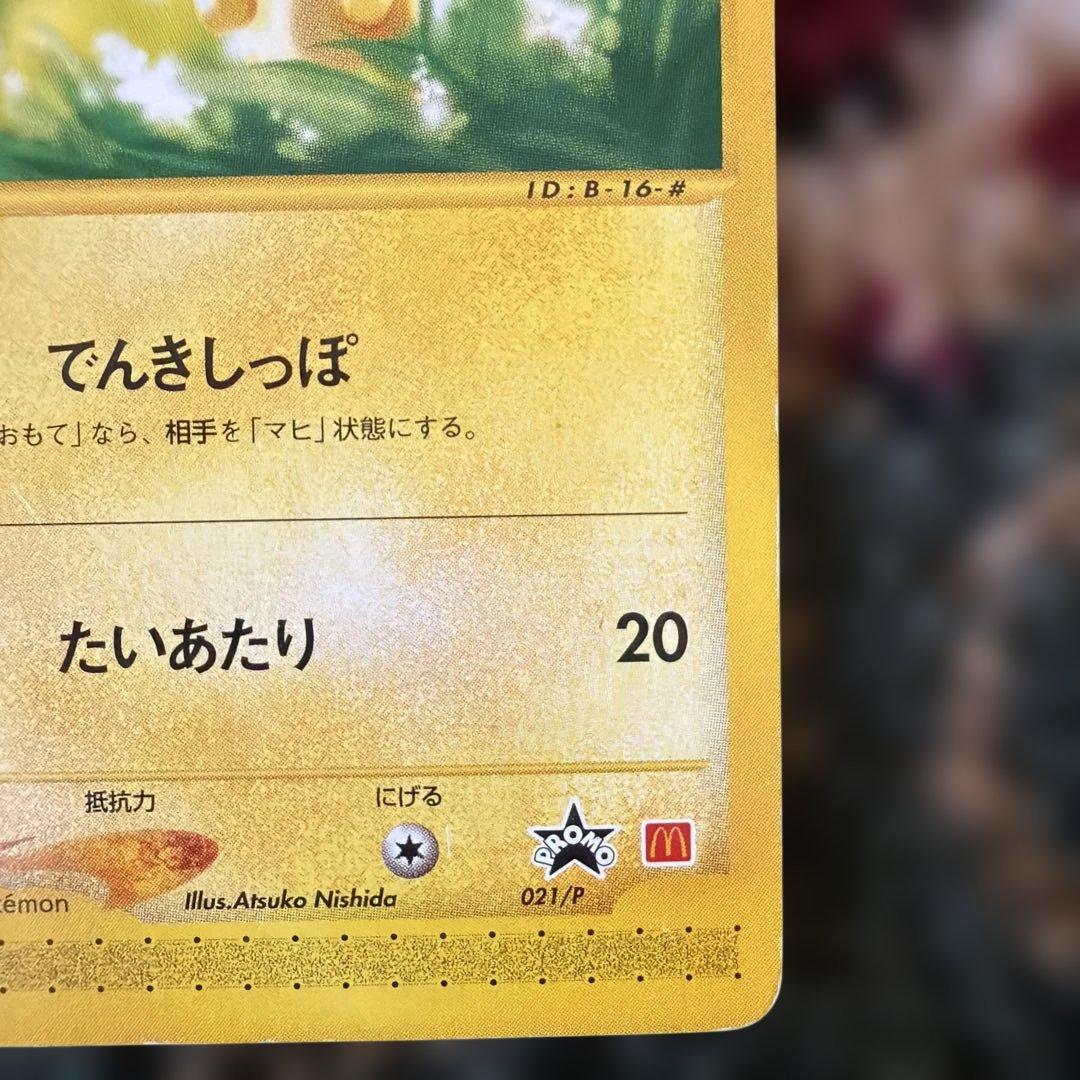 ID:B-16-#
でんきしっぽ
おもて」なら、相手を「マヒ」状態にする。
たいあたり 20
抵抗力 にげる
PROMO
émon Illus.Atsuko Nishida 021/P